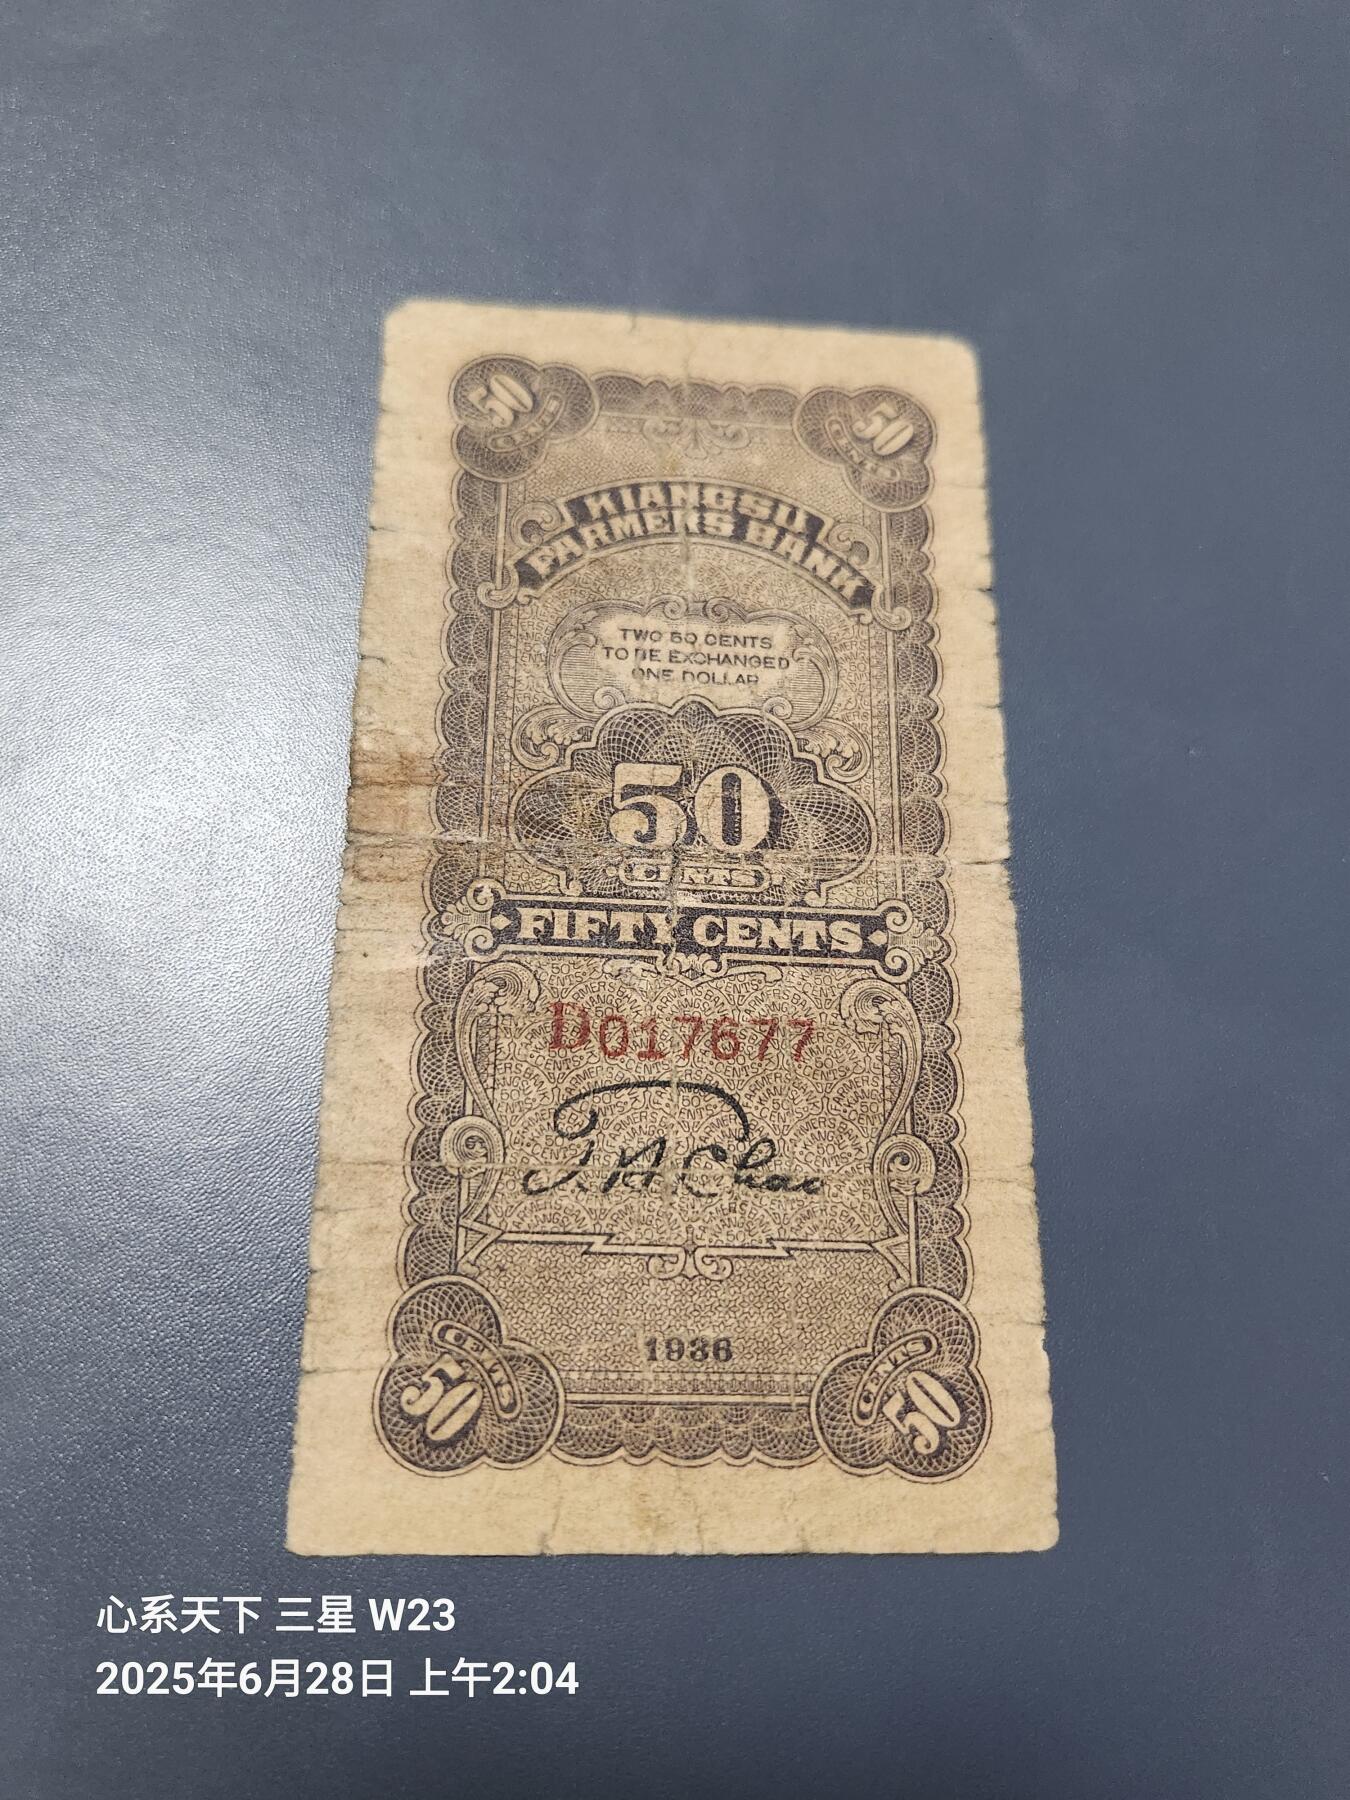 50
CENTS
50
CENTS
KIANGSU
FARMERS BANK
TWO 50 CENTS
TO BE EXCHANGED
ONE DOLLAR
50
CENTS
FIFTY CENTS
D017677
J. A. Chao
1936
CENTS
50
CENTS
50
心系天下 三星 W23
2025年6月28日 上午2:04